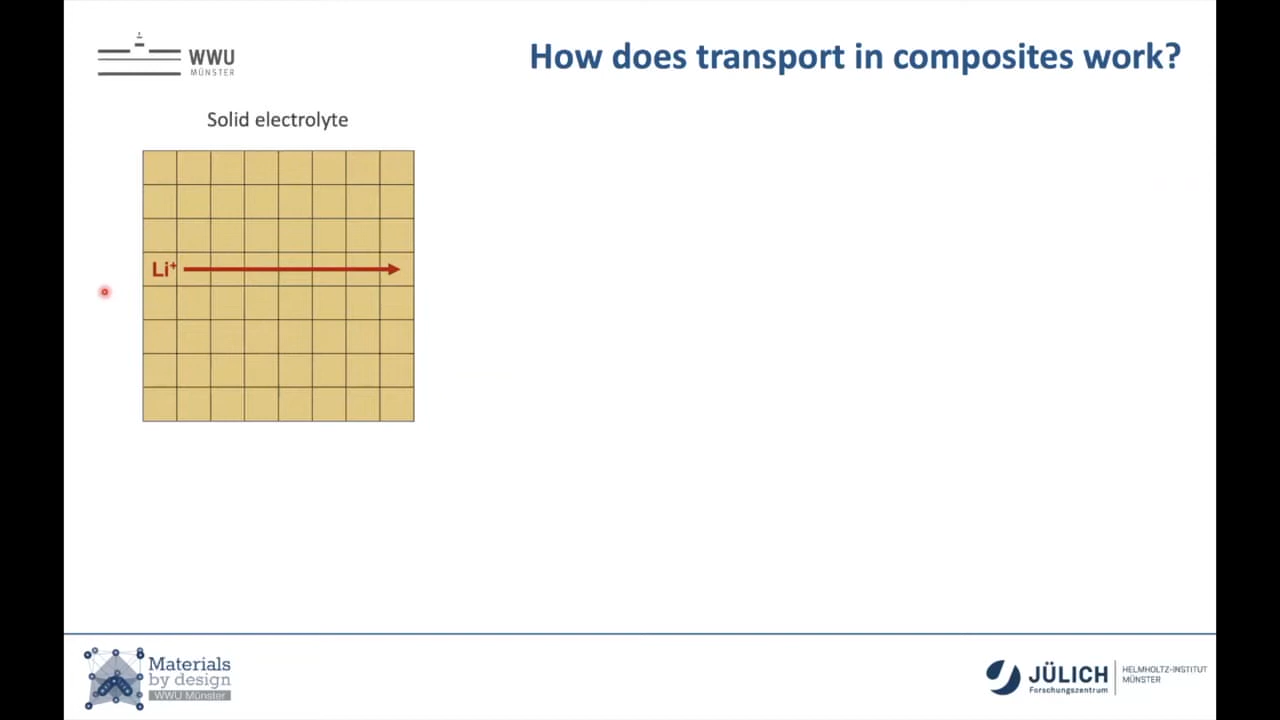 WWU
MÜNSTER
How does transport in composites work?
Solid electrolyte
Li⁺
Materials
by design
WWU Münster
JÜLICH
Forschungszentrum
HELMHOLTZ-INSTITUT
MÜNSTER